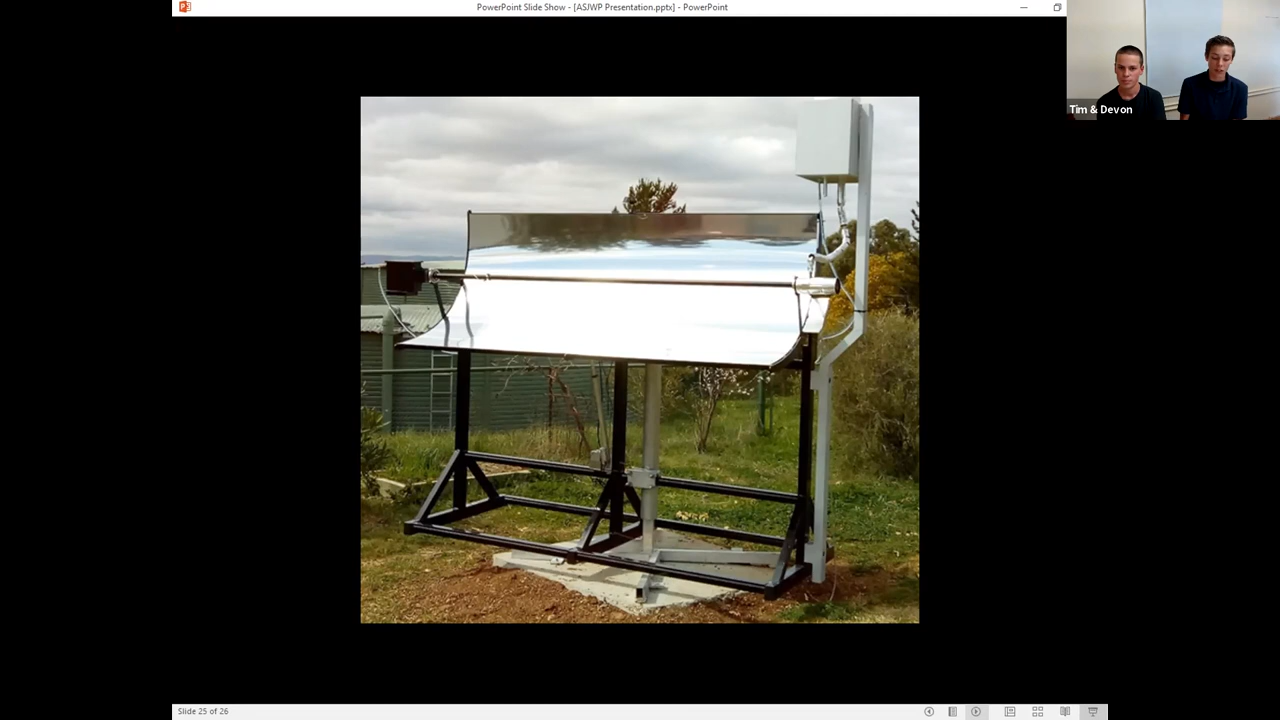 PowerPoint Slide Show - [ASJWP Presentation.pptx] - PowerPoint
Tim & Devon
Slide 25 of 26